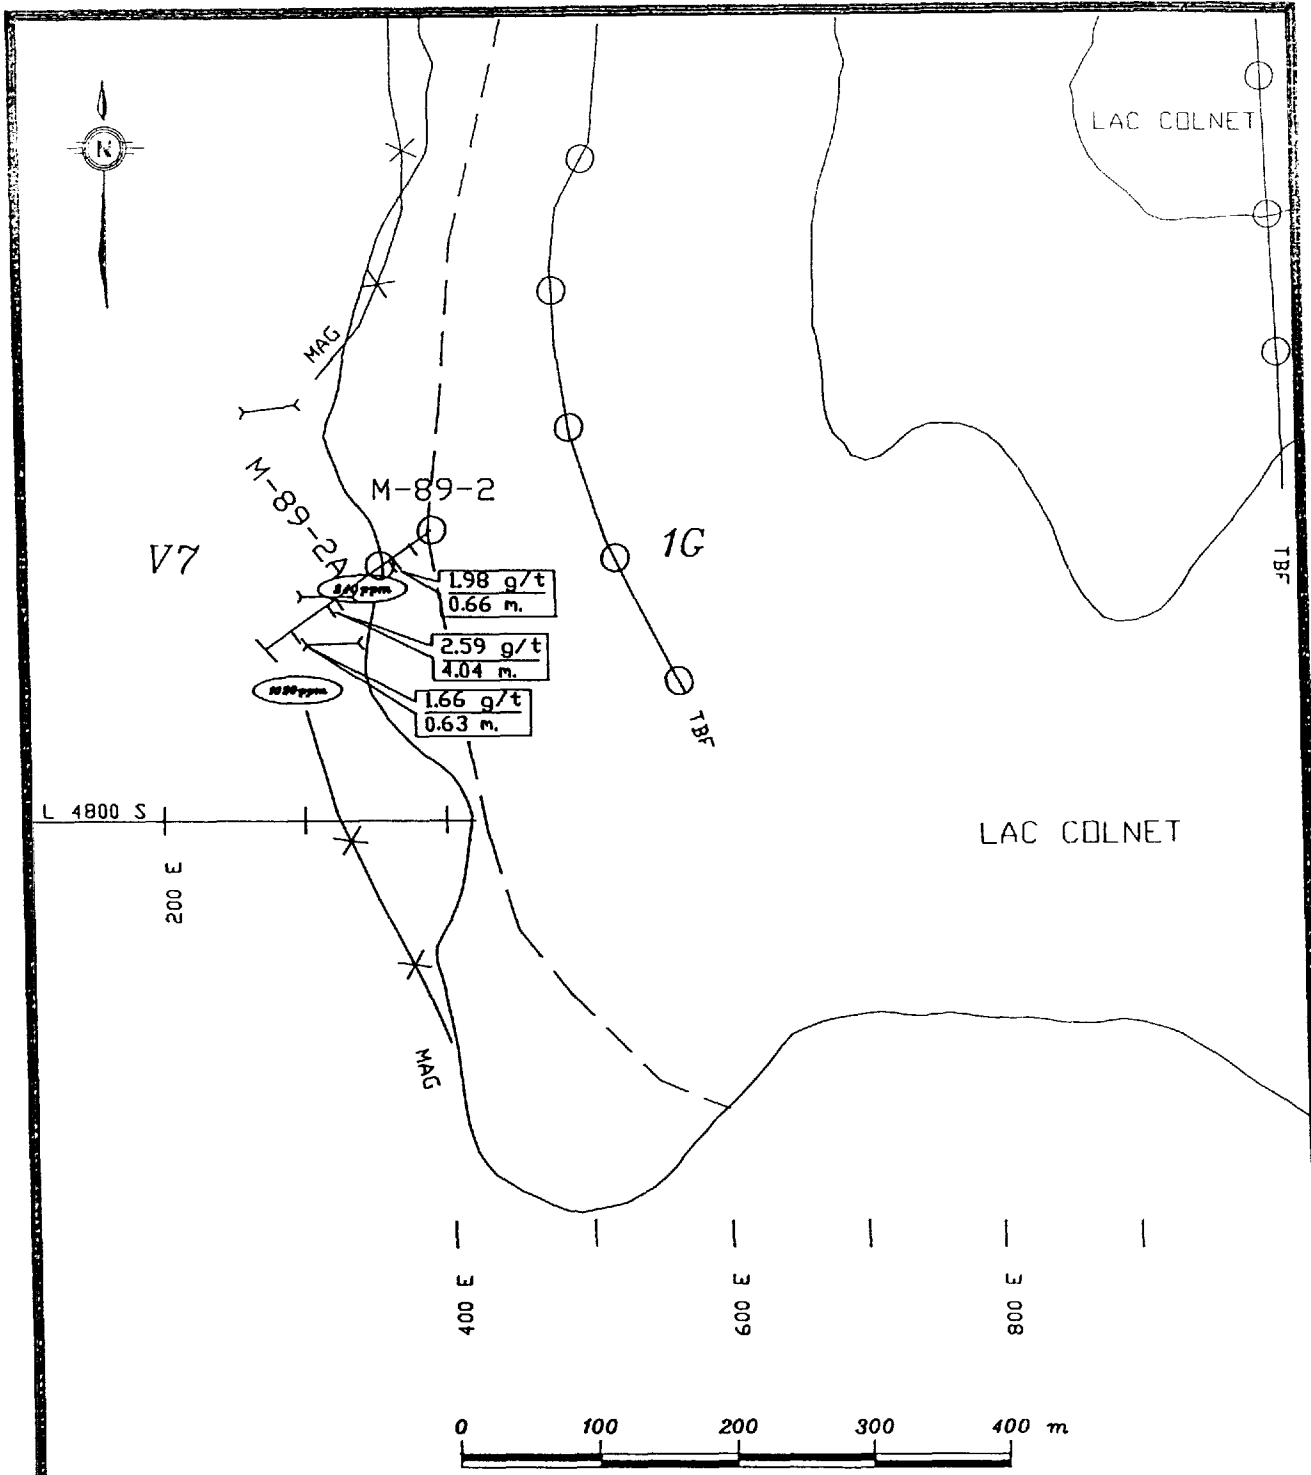 N
LAC COLNET
MAG
M-89-2
M-89-2A
V7
1G
TBF
1.98 g/t
0.66 m.
2.59 g/t
4.04 m.
1.66 g/t
0.63 m.
TBF
L 4800 S
200 E
LAC COLNET
MAG
400 E
600 E
800 E
0 100 200 300 400 m